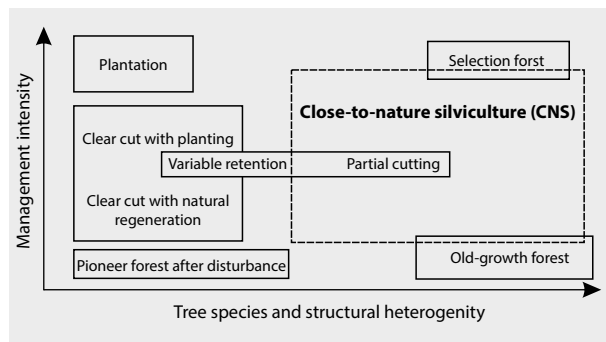 Management intensity
Plantation
Selection forst
Close-to-nature silviculture (CNS)
Clear cut with planting
Variable retention
Partial cutting
Clear cut with natural
regeneration
Pioneer forest after disturbance
Old-growth forest
Tree species and structural heterogenity